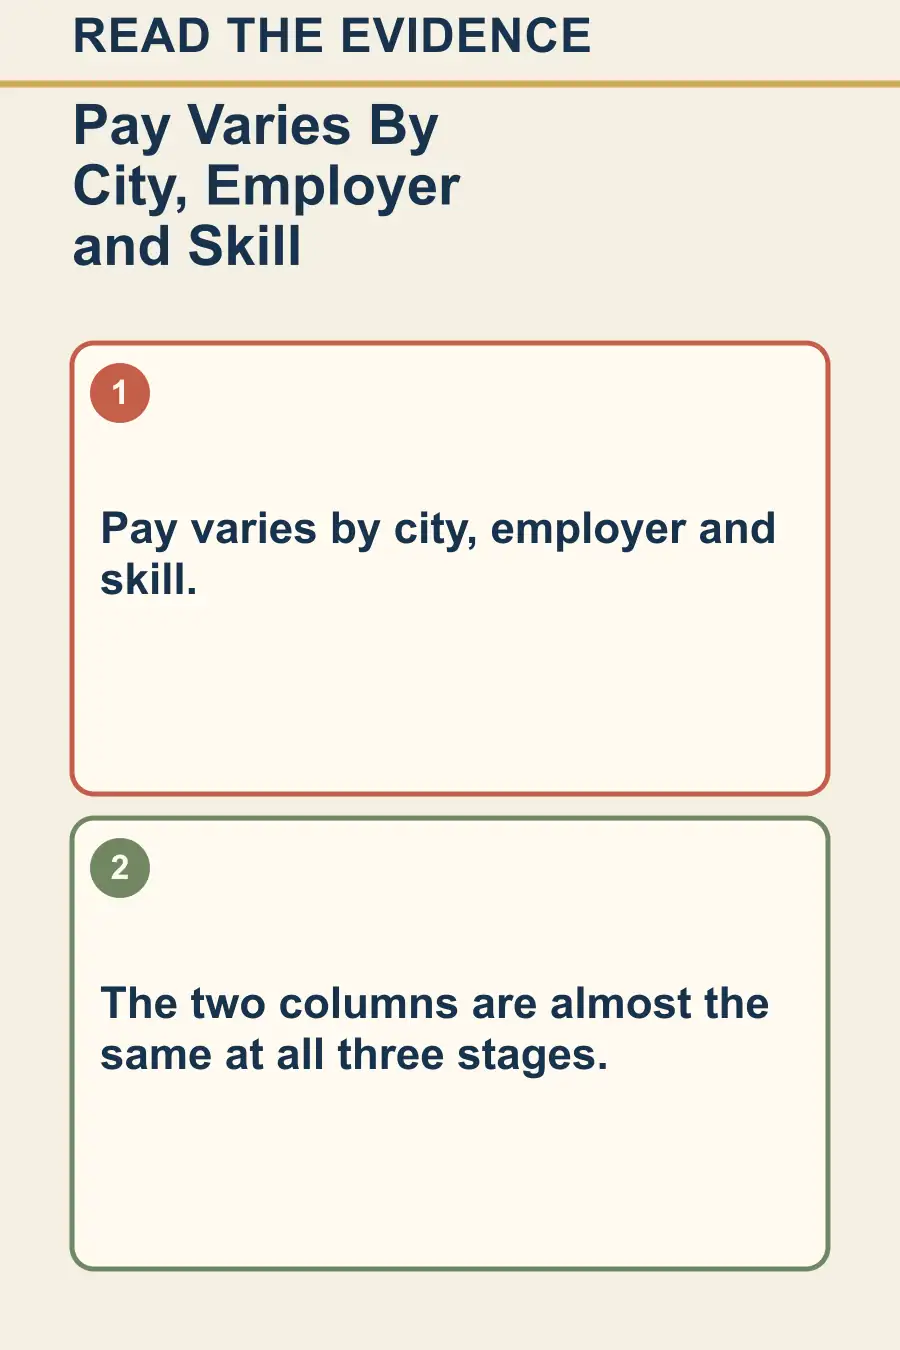 READ THE EVIDENCE
Pay Varies By
City, Employer
and Skill
1
Pay varies by city, employer and
skill.
2
The two columns are almost the
same at all three stages.